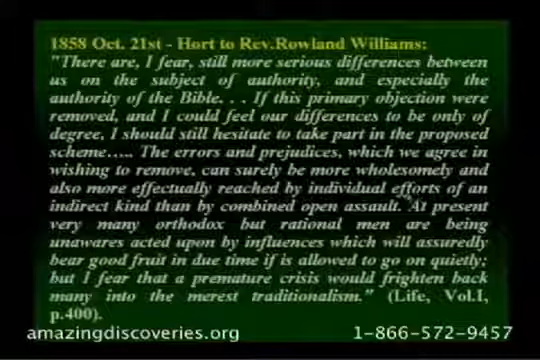 1858 Oct. 21st - Hort to Rev.Rowland Williams:
"There are, I fear, still more serious differences between
us on the subject of authority, and especially the
authority of the Bible. . . If this primary objection were
removed, and I could feel our differences to be only of
degree, I should still hesitate to take part in the proposed
scheme..... The errors and prejudices, which we agree in
wishing to remove, can surely be more wholesomely and
also more effectually reached by individual efforts of an
indirect kind than by combined open assault. At present
very many orthodox but rational men are being
unawares acted upon by influences which will assuredly
bear good fruit in due time if is allowed to go on quietly;
but I fear that a premature crisis would frighten back
many into the merest traditionalism." (Life, Vol.I,
p.400).
amazingdiscoveries.org 1-866-572-9457